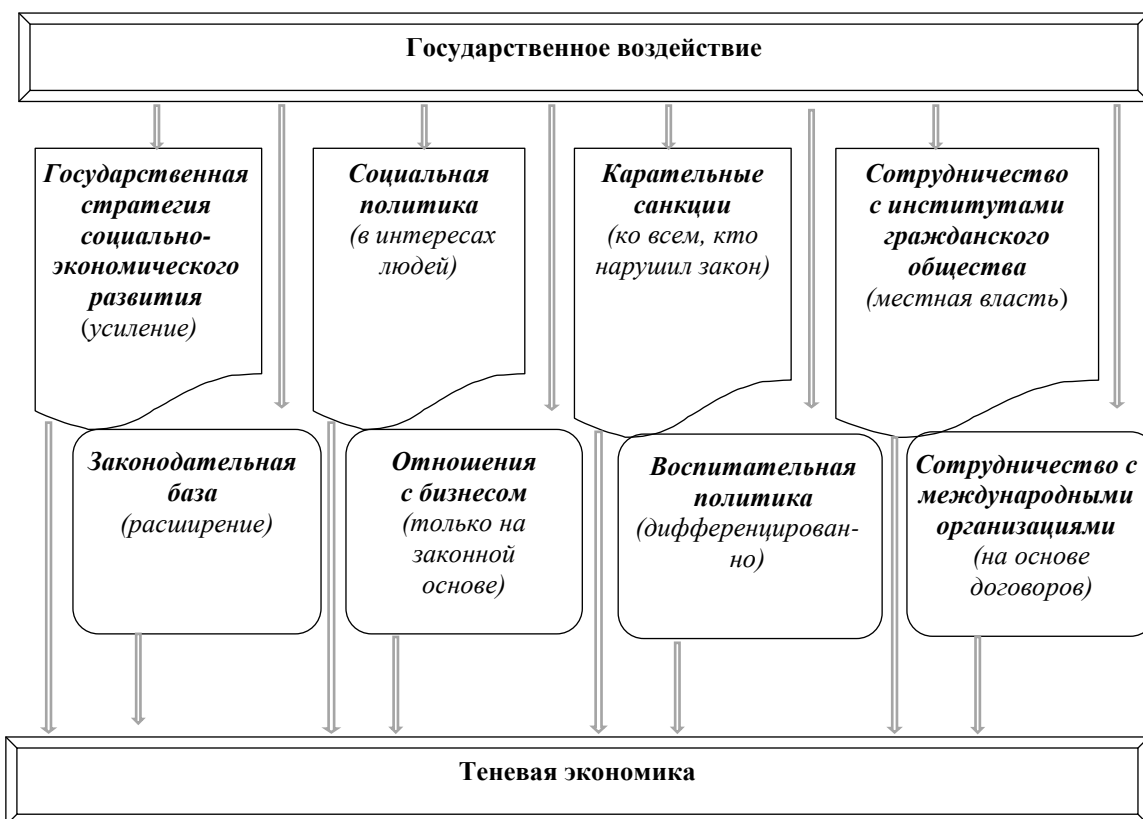 Государственное воздействие
Государственная
стратегия
социально-
экономического
развития
(усиление)
Социальная
политика
(в интересах
людей)
Карательные
санкции
(ко всем, кто
нарушил закон)
Сотрудничество
с институтами
гражданского
общества
(местная власть)
Законодательная
база
(расширение)
Отношения
с бизнесом
(только на
законной
основе)
Воспитательная
политика
(дифференцирован-
но)
Сотрудничество с
международными
организациями
(на основе
договоров)
Теневая экономика